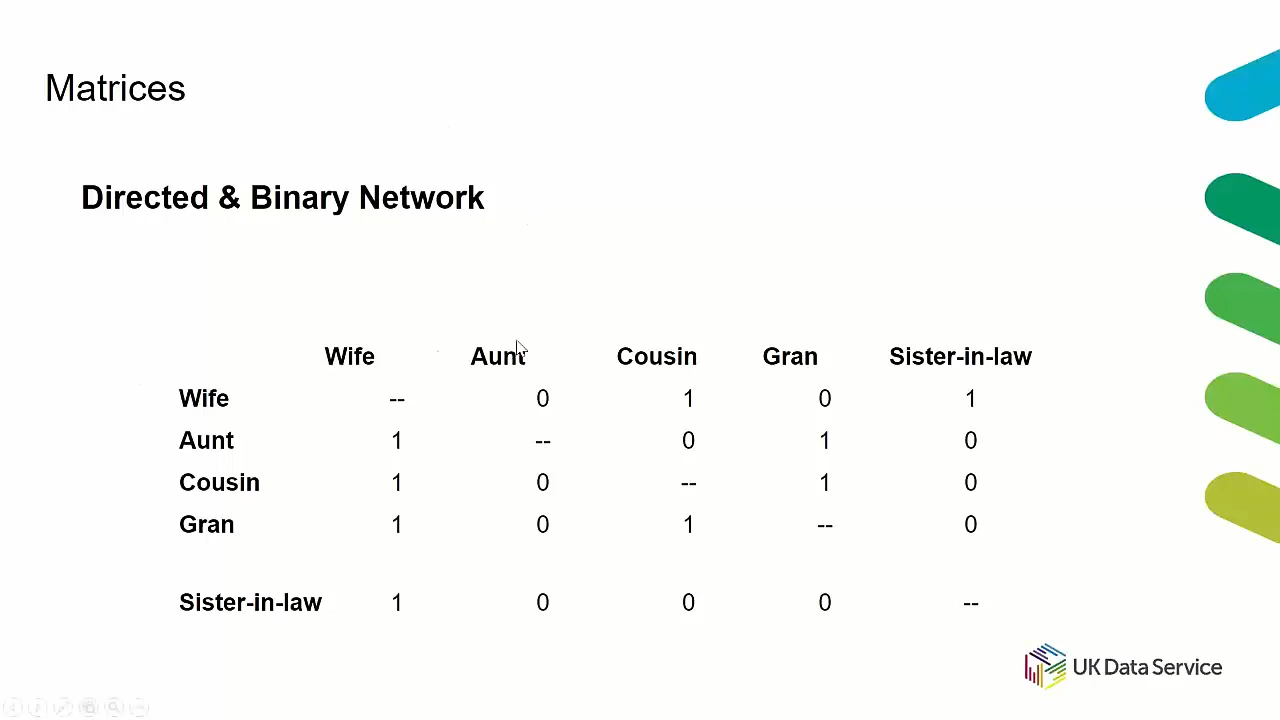 Matrices
Directed & Binary Network
Wife Aunt Cousin Gran Sister-in-law
Wife -- 0 1 0 1
Aunt 1 -- 0 1 0
Cousin 1 0 -- 1 0
Gran 1 0 1 -- 0
Sister-in-law 1 0 0 0 --
UK Data Service